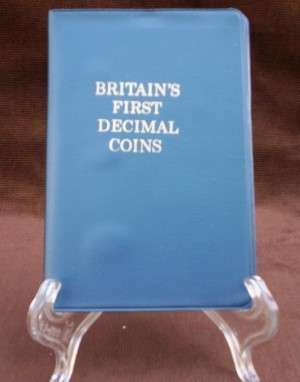 BRITAIN'S
FIRST
DECIMAL
COINS